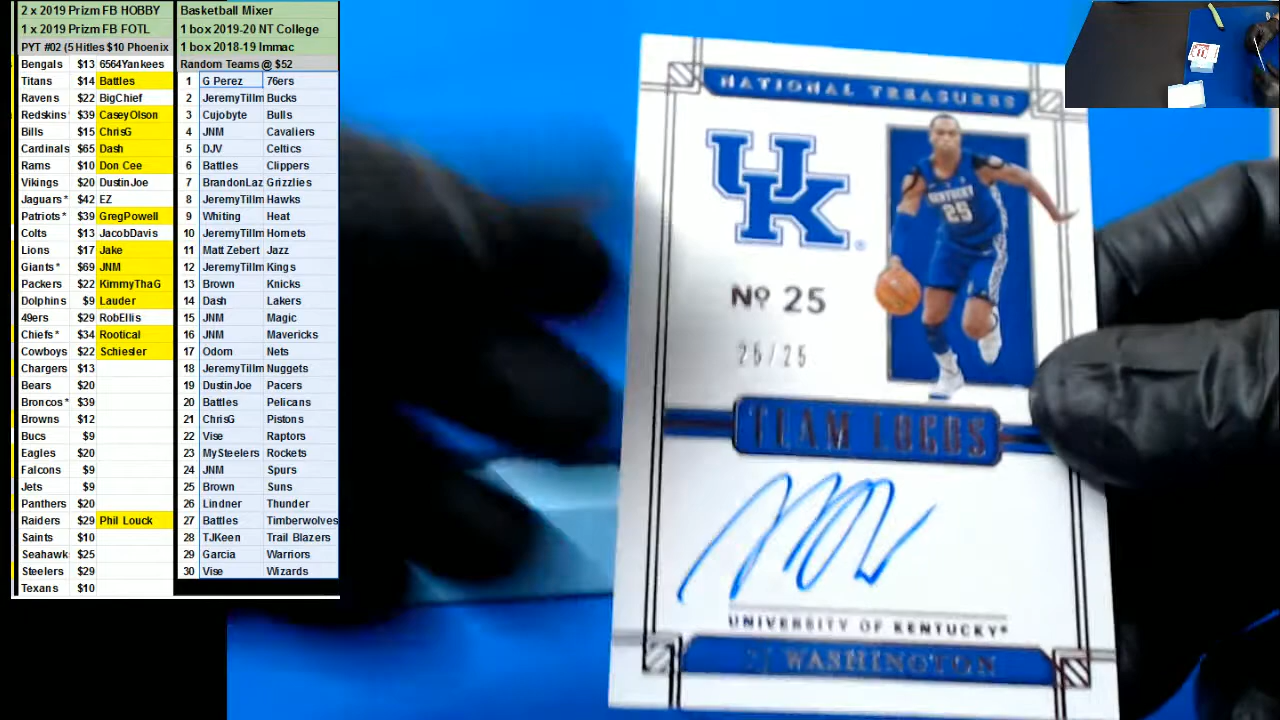 2 x 2019 Prizm FB HOBBY
1 x 2019 Prizm FB FOTL
PYT #02 (5 Hitles $10 Phoenix
Bengals $13 6564Yankees
Titans $14 Battles
Ravens $22 BigChief
Redskins * $39 CaseyOlson
Bills $15 ChrisG
Cardinals $65 Dash
Rams $10 Don Cee
Vikings $20 DustinJoe
Jaguars * $42 EZ
Patriots * $39 GregPowell
Colts $13 JacobDavis
Lions $17 Jake
Giants * $69 JNM
Packers $22 KimmyThaG
Dolphins $9 Lauder
49ers $29 RobEllis
Chiefs * $34 Rootical
Cowboys $22 Schiesler
Chargers $13
Bears $20
Broncos * $39
Browns $12
Bucs $9
Eagles $20
Falcons $9
Jets $9
Panthers $20
Raiders $29 Phil Louck
Saints $10
Seahawk $25
Steelers $29
Texans $10
Basketball Mixer
1 box 2019-20 NT College
1 box 2018-19 Immac
Random Teams @ $52
1 G Perez 76ers
2 JeremyTillm Bucks
3 Cujobyte Bulls
4 JNM Cavaliers
5 DJV Celtics
6 Battles Clippers
7 BrandonLaz Grizzlies
8 JeremyTillm Hawks
9 Whiting Heat
10 JeremyTillm Hornets
11 Matt Zebert Jazz
12 JeremyTillm Kings
13 Brown Knicks
14 Dash Lakers
15 JNM Magic
16 JNM Mavericks
17 Odom Nets
18 JeremyTillm Nuggets
19 DustinJoe Pacers
20 Battles Pelicans
21 ChrisG Pistons
22 Vise Raptors
23 MySteelers Rockets
24 JNM Spurs
25 Brown Suns
26 Lindner Thunder
27 Battles Timberwolves
28 TJKeen Trail Blazers
29 Garcia Warriors
30 Vise Wizards
NATIONAL TREASURES
UK
KENTUCKY
25
Nº 25
25/25
TEAM LOGOS
UNIVERSITY OF KENTUCKY®
PJ WASHINGTON